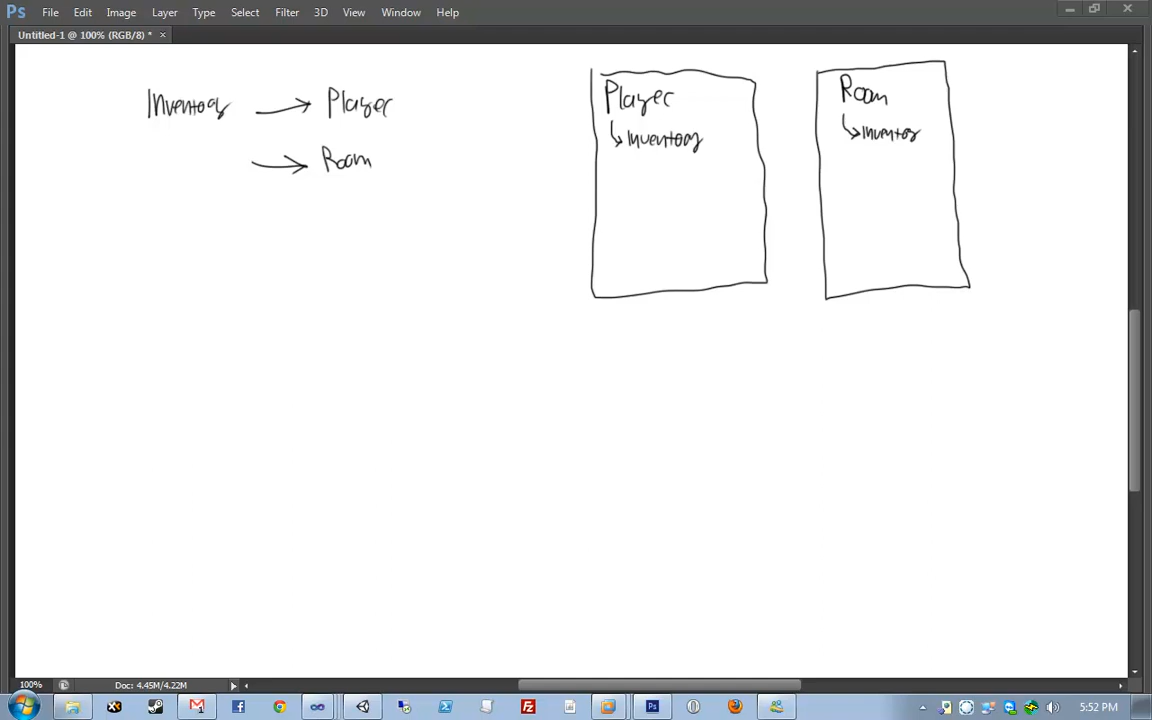 Ps File Edit Image Layer Type Select Filter 3D View Window Help
Untitled-1 @ 100% (RGB/8) * ×
Inventory → Player
→ Room
Player
↳ Inventory
Room
↳ Inventory
100% Doc: 4.45M/4.22M
5:52 PM